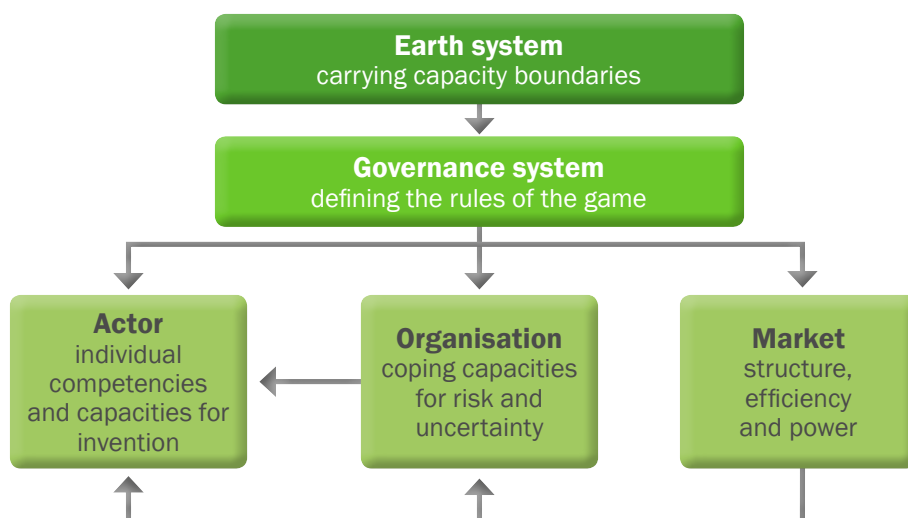 Earth system
carrying capacity boundaries
Governance system
defining the rules of the game
Actor
individual
competencies
and capacities for
invention
Organisation
coping capacities
for risk and
uncertainty
Market
structure,
efficiency
and power